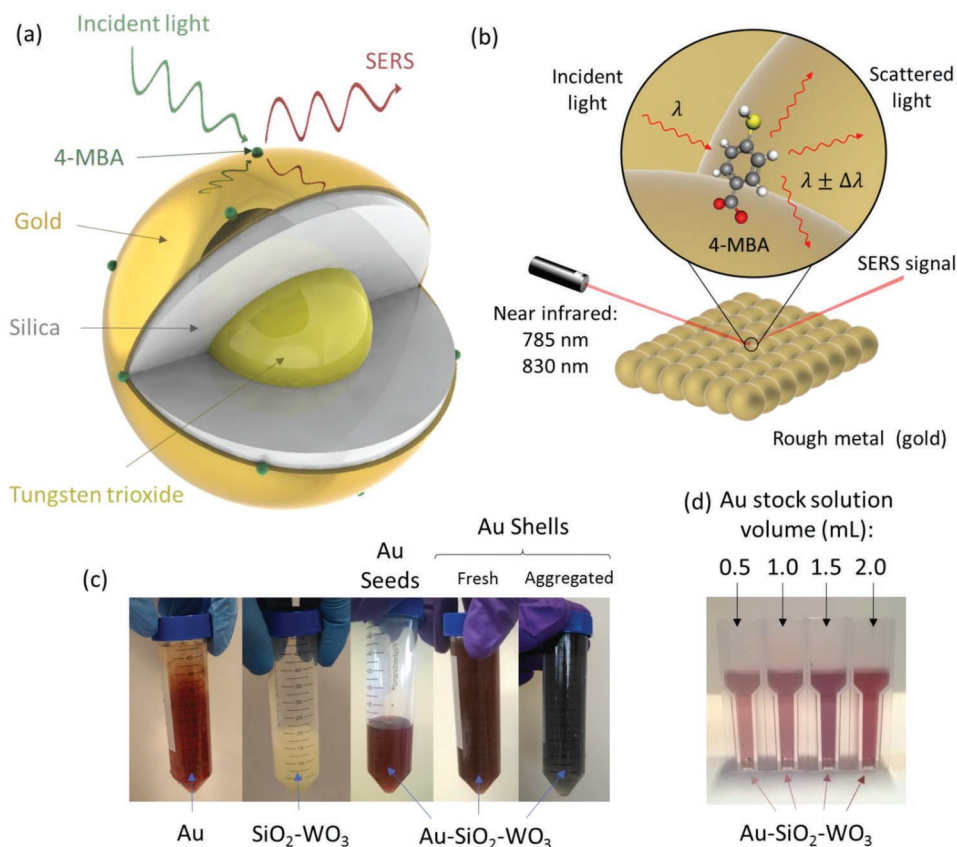 (a)
Incident light
SERS
4-MBA
Gold
Silica
Tungsten trioxide
(b)
Incident
light
λ
Scattered
light
λ ± Δλ
4-MBA
SERS signal
Near infrared:
785 nm
830 nm
Rough metal (gold)
(c)
Au
Seeds
Au Shells
Fresh
Aggregated
Au
SiO₂-WO₃
Au-SiO₂-WO₃
(d) Au stock solution
volume (mL):
0.5 1.0 1.5 2.0
Au-SiO₂-WO₃